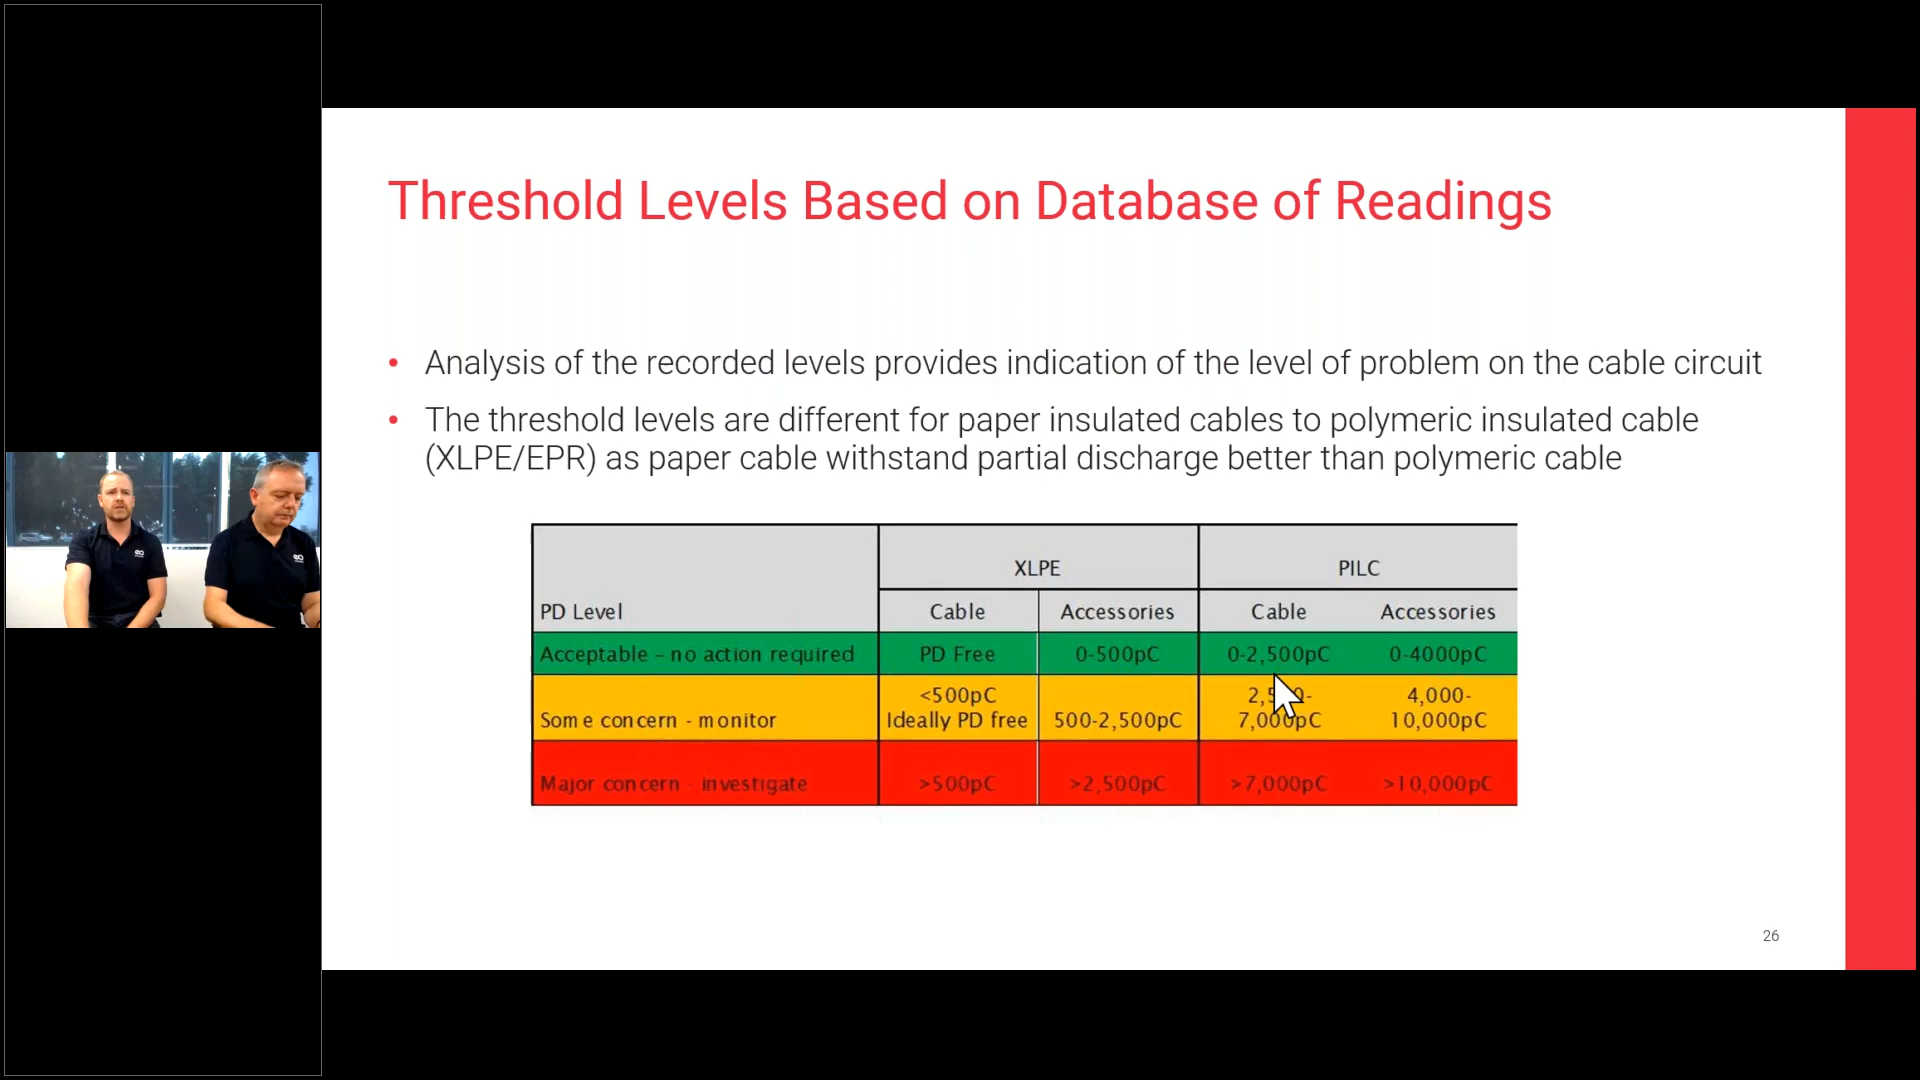 Threshold Levels Based on Database of Readings
• Analysis of the recorded levels provides indication of the level of problem on the cable circuit
• The threshold levels are different for paper insulated cables to polymeric insulated cable
(XLPE/EPR) as paper cable withstand partial discharge better than polymeric cable
XLPE PILC
PD Level Cable Accessories Cable Accessories
Acceptable – no action required PD Free 0-500pC 0-2,500pC 0-4000pC
<500pC 4,000-
Some concern - monitor Ideally PD free 500-2,500pC 7,000pC 10,000pC
Major concern - investigate >500pC >2,500pC >7,000pC >10,000pC
26
eo
eo